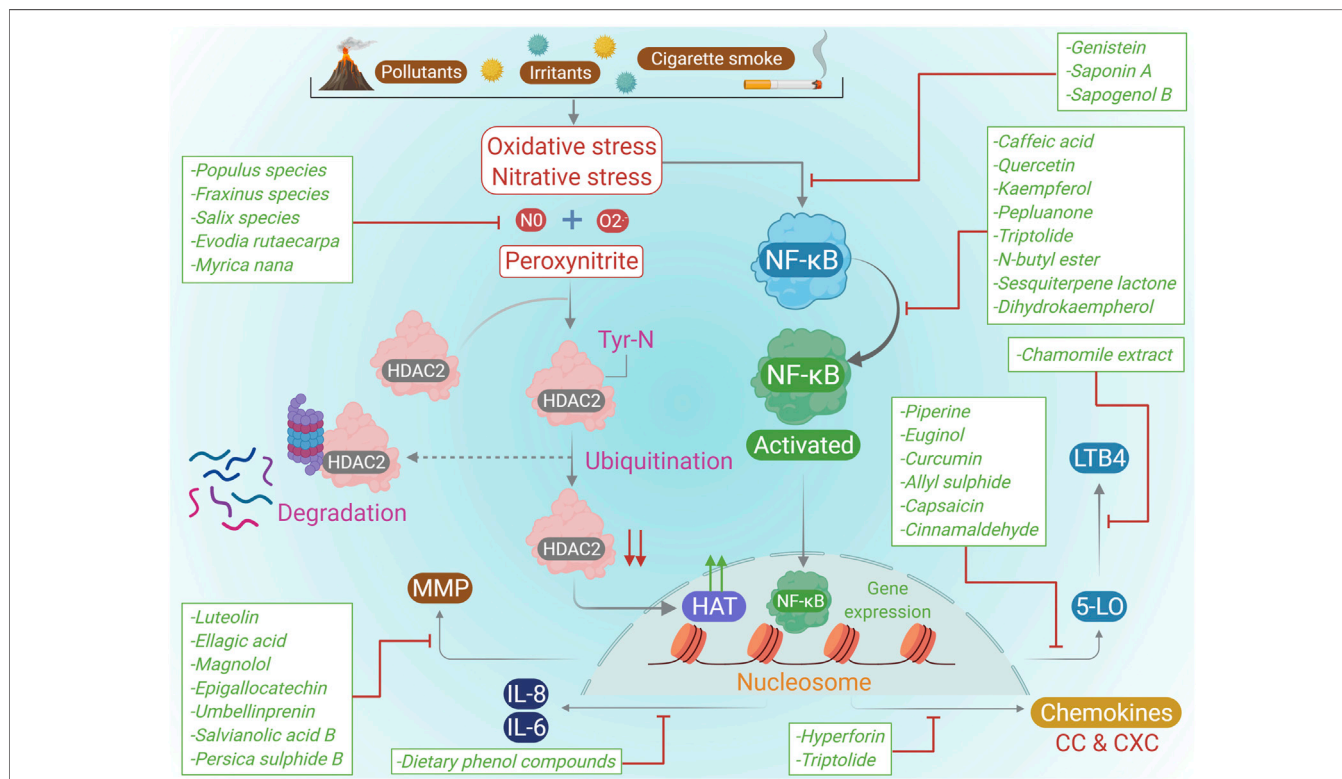 Pollutants
Irritants
Cigarette smoke
-Genistein
-Saponin A
-Sapogenol B
Oxidative stress
Nitrative stress
-Populus species
-Fraxinus species
-Salix species
-Evodia rutaecarpa
-Myrica nana
N0 + O2.-
Peroxynitrite
-Caffeic acid
-Quercetin
-Kaempferol
-Pepluanone
-Triptolide
-N-butyl ester
-Sesquiterpene lactone
-Dihydrokaempherol
NF-κB
Tyr-N
HDAC2
HDAC2
NF-κB
Activated
-Chamomile extract
-Piperine
-Euginol
-Curcumin
-Allyl sulphide
-Capsaicin
-Cinnamaldehyde
LTB4
HDAC2
Ubiquitination
Degradation
HDAC2
MMP
HAT
NF-κB
Gene
expression
5-LO
-Luteolin
-Ellagic acid
-Magnolol
-Epigallocatechin
-Umbellinprenin
-Salvianolic acid B
-Persica sulphide B
Nucleosome
IL-8
IL-6
Chemokines
CC & CXC
-Dietary phenol compounds
-Hyperforin
-Triptolide